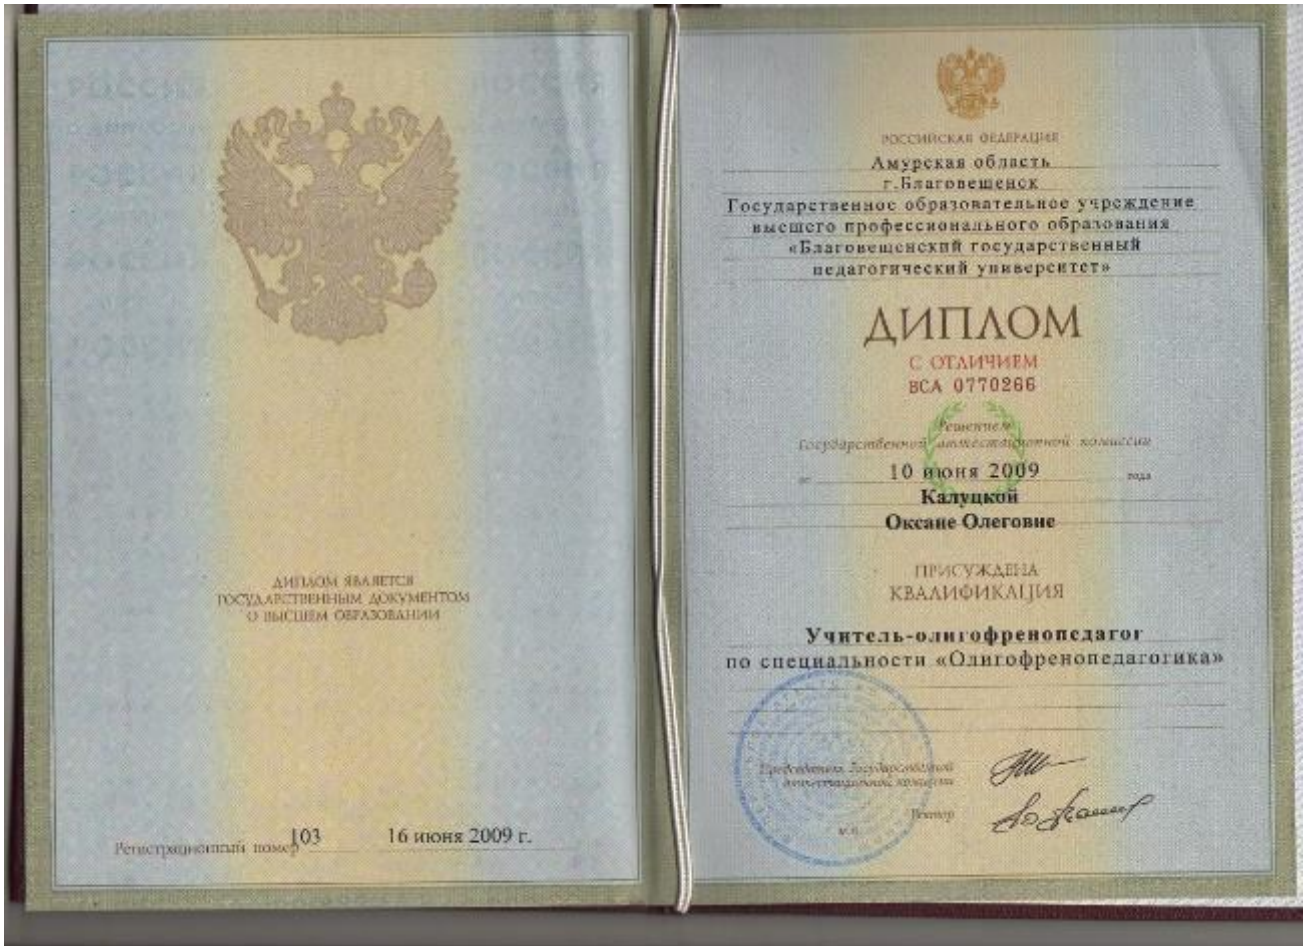 ДИПЛОМ ЯВЛЯЕТСЯ
ГОСУДАРСТВЕННЫМ ДОКУМЕНТОМ
О ВЫСШЕМ ОБРАЗОВАНИИ
Регистрационный номер 103 16 июня 2009 г.
РОССИЙСКАЯ ФЕДЕРАЦИЯ
Амурская область
г.Благовещенск
Государственное образовательное учреждение
высшего профессионального образования
«Благовещенский государственный
педагогический университет»
ДИПЛОМ
С ОТЛИЧИЕМ
ВСА 0770266
Решением
Государственной аттестационной комиссии
от 10 июня 2009 года
Калуцкой
Оксане Олеговне
ПРИСУЖДЕНА
КВАЛИФИКАЦИЯ
Учитель-олигофренопедагог
по специальности «Олигофренопедагогика»
Председатель Государственной
аттестационной комиссии
Ректор
М.П.